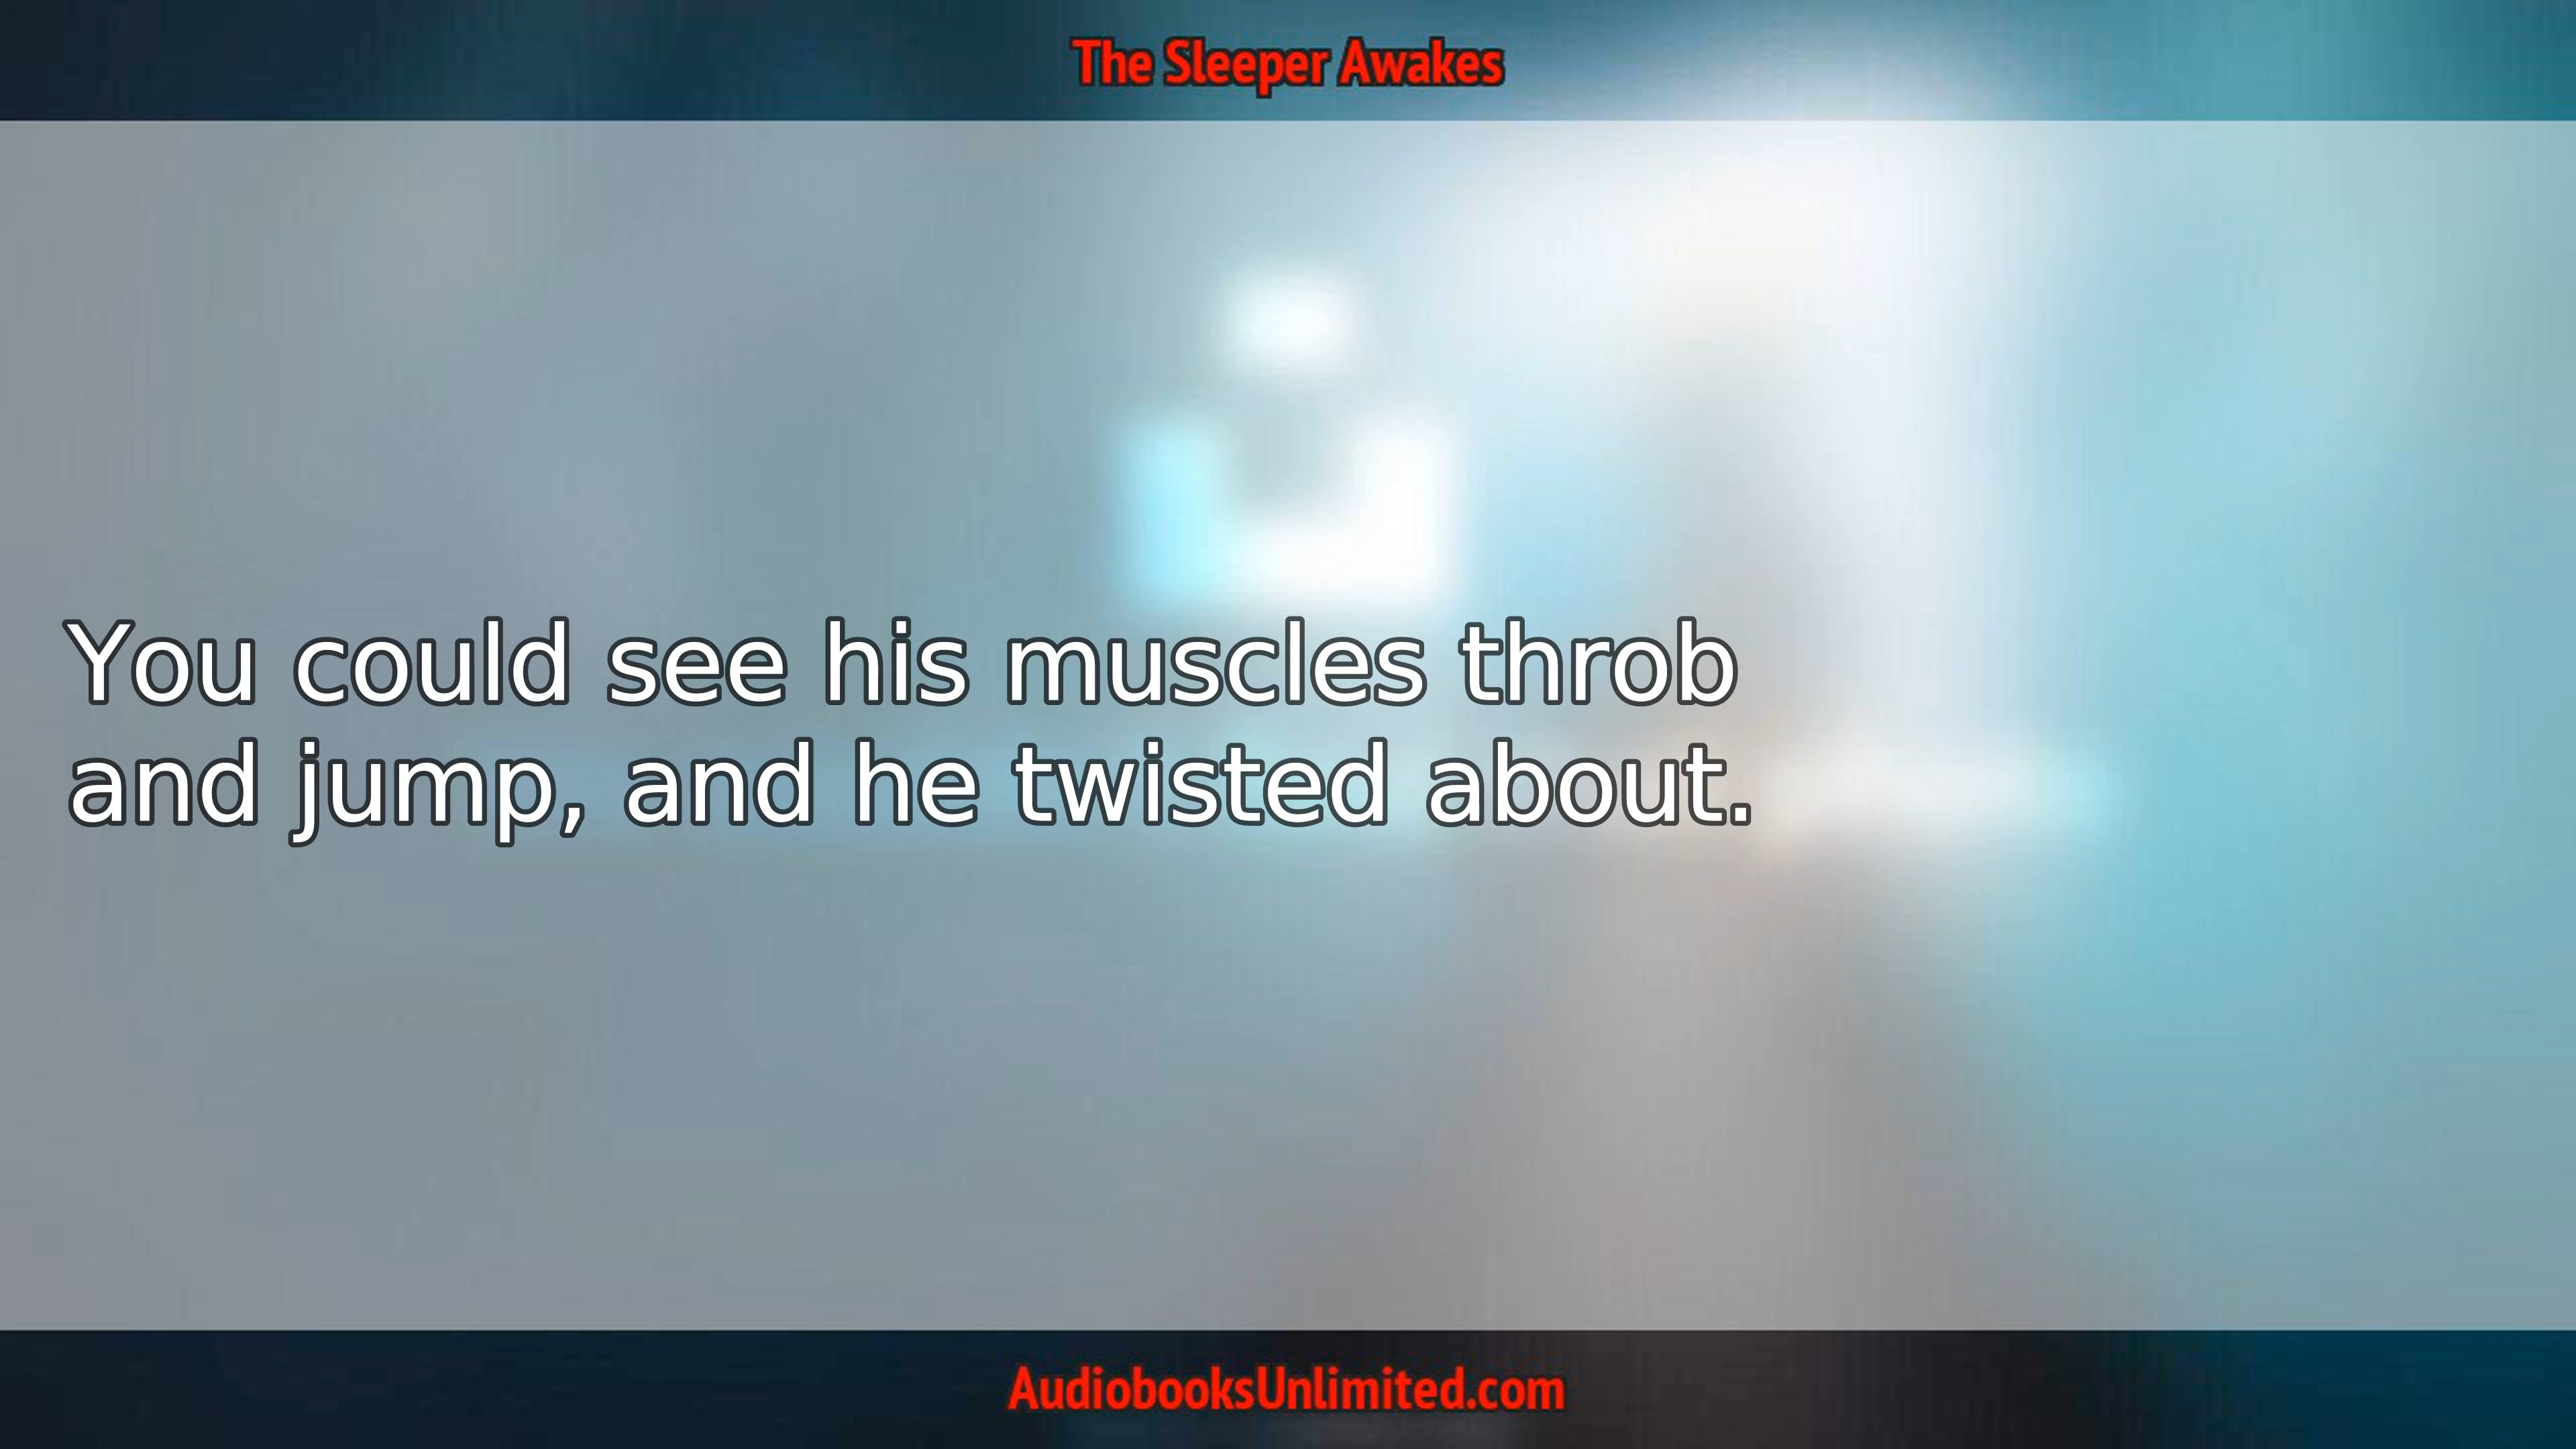 The Sleeper Awakes
You could see his muscles throb
and jump, and he twisted about.
AudiobooksUnlimited.com